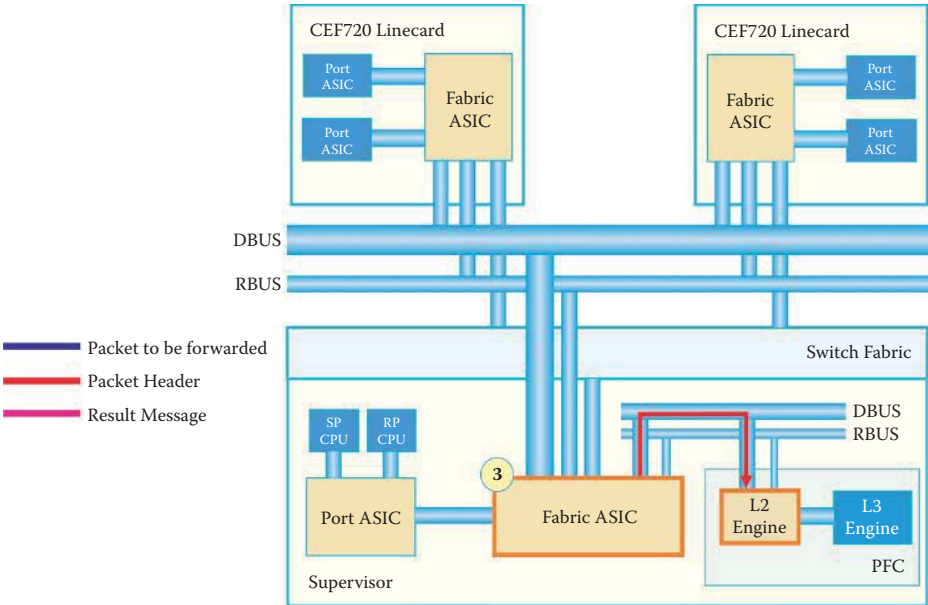 CEF720 Linecard
Port
ASIC
Port
ASIC
Fabric
ASIC
CEF720 Linecard
Fabric
ASIC
Port
ASIC
Port
ASIC
DBUS
RBUS
Switch Fabric
Packet to be forwarded
Packet Header
Result Message
SP
CPU
RP
CPU
DBUS
RBUS
3
Port ASIC
Fabric ASIC
L2
Engine
L3
Engine
PFC
Supervisor